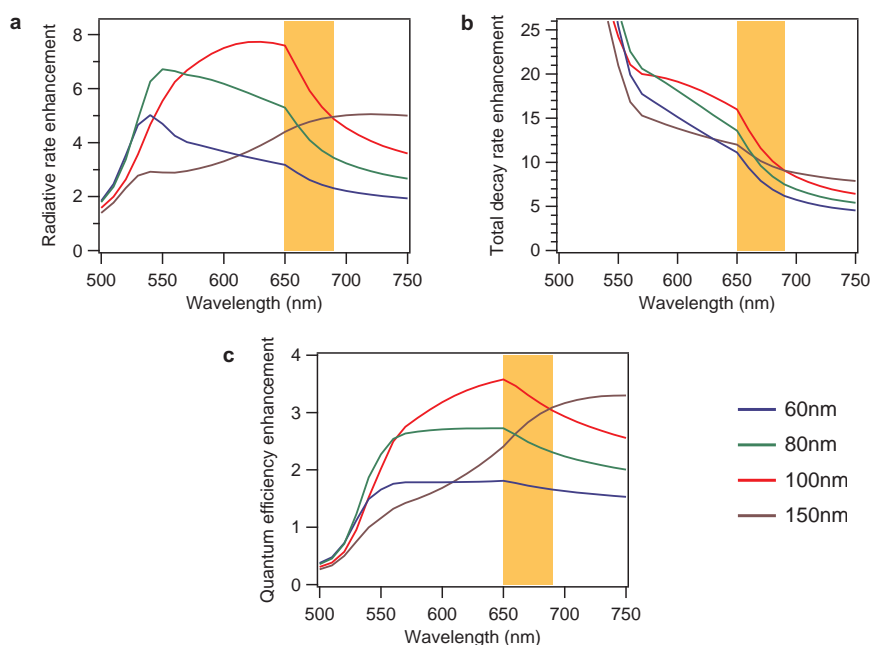 a
Radiative rate enhancement
8
6
4
2
0
500 550 600 650 700 750
Wavelength (nm)
b
Total decay rate enhancement
25
20
15
10
5
0
500 550 600 650 700 750
Wavelength (nm)
c
Quantum efficiency enhancement
4
3
2
1
0
500 550 600 650 700 750
Wavelength (nm)
60nm
80nm
100nm
150nm